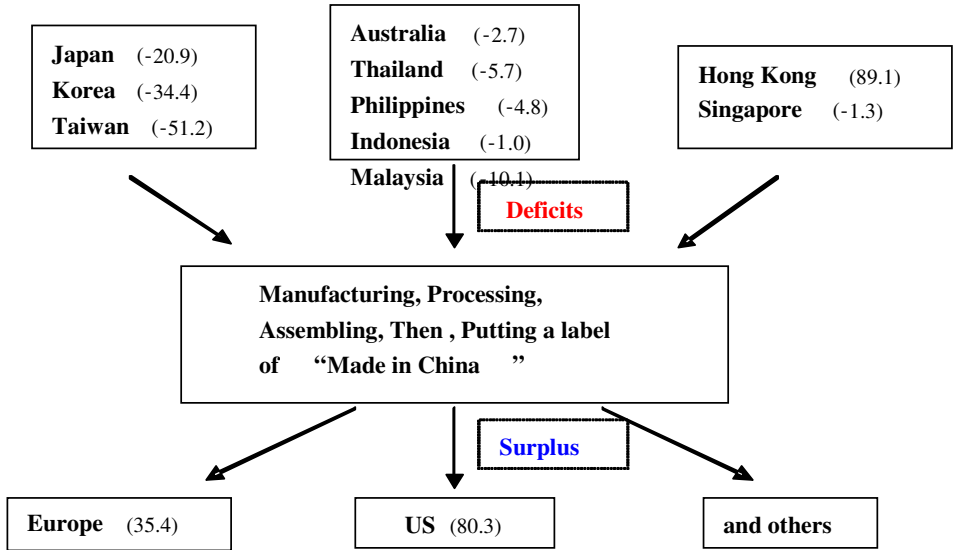 Japan (-20.9)
Korea (-34.4)
Taiwan (-51.2)
Australia (-2.7)
Thailand (-5.7)
Philippines (-4.8)
Indonesia (-1.0)
Malaysia (-10.1)
Hong Kong (89.1)
Singapore (-1.3)
Deficits
Manufacturing, Processing,
Assembling, Then , Putting a label
of “Made in China ”
Surplus
Europe (35.4)
US (80.3)
and others